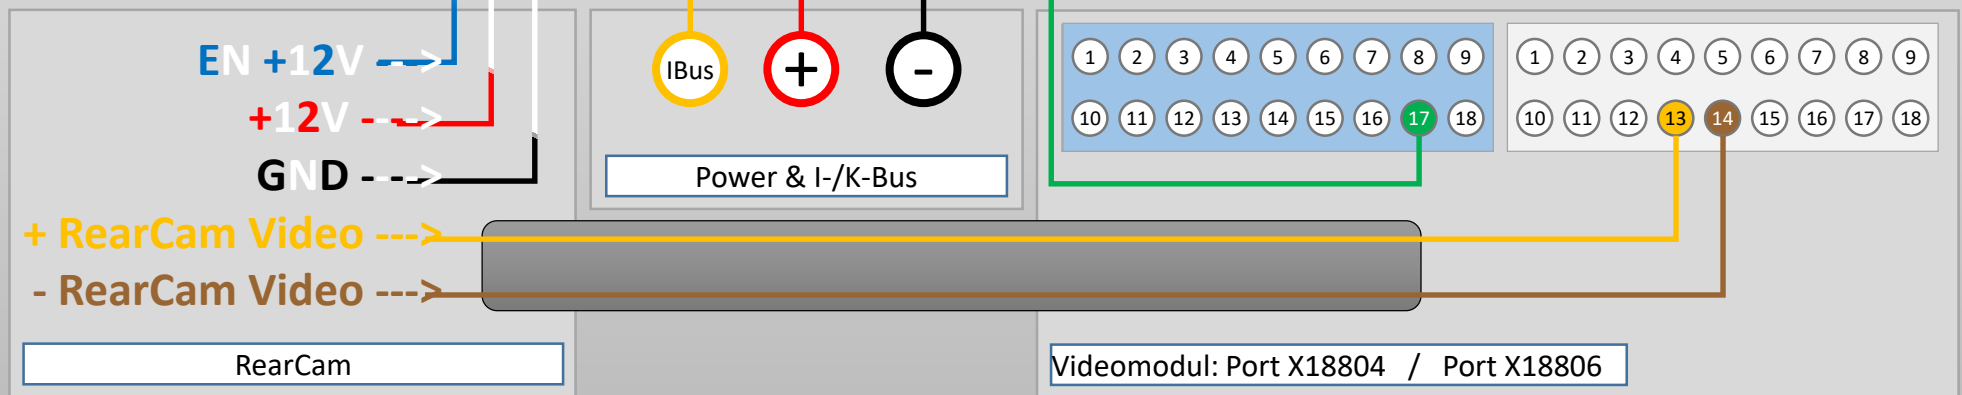 EN +12V --->
+12V --->
GND --->
+ RearCam Video --->
- RearCam Video --->
RearCam
IBus + -
Power & I-/K-Bus
1 2 3 4 5 6 7 8 9
10 11 12 13 14 15 16 17 18
1 2 3 4 5 6 7 8 9
10 11 12 13 14 15 16 17 18
Videomodul: Port X18804 / Port X18806